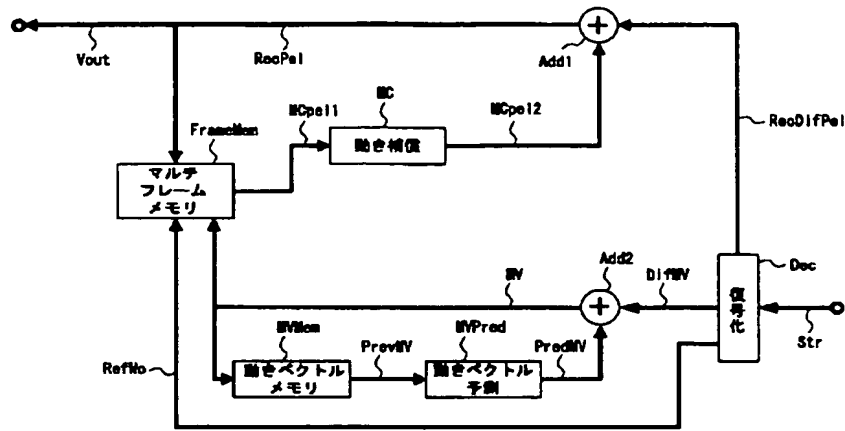 Vout
RecPel
Add1
MC
MCpel1
MCpel2
動き補償
RecDifPel
FrameMem
マルチ
フレーム
メモリ
MV
Add2
DifMV
Dec
復号化
Str
MVMem
PrevMV
MVPred
PredMV
RefNo
動きベクトル
メモリ
動きベクトル
予測